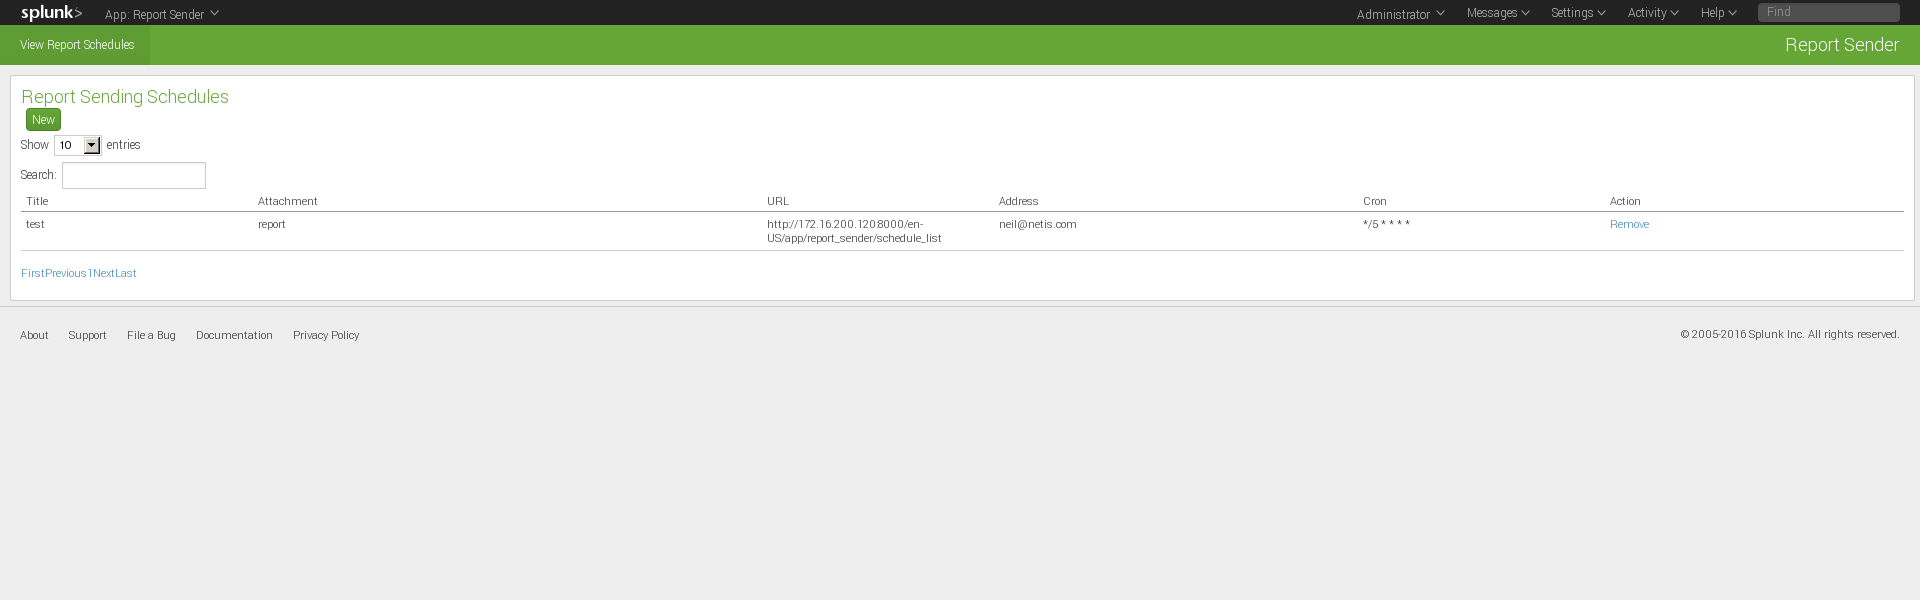 splunk> App: Report Sender Administrator Messages Settings Activity Help Find
View Report Schedules Report Sender
Report Sending Schedules
New
Show 10 entries
Search:
Title Attachment URL Address Cron Action
test report http://172.16.200.120:8000/en- neil@netis.com */5 * * * * Remove
US/app/report_sender/schedule_list
FirstPrevious1NextLast
About Support File a Bug Documentation Privacy Policy © 2005-2016 Splunk Inc. All rights reserved.